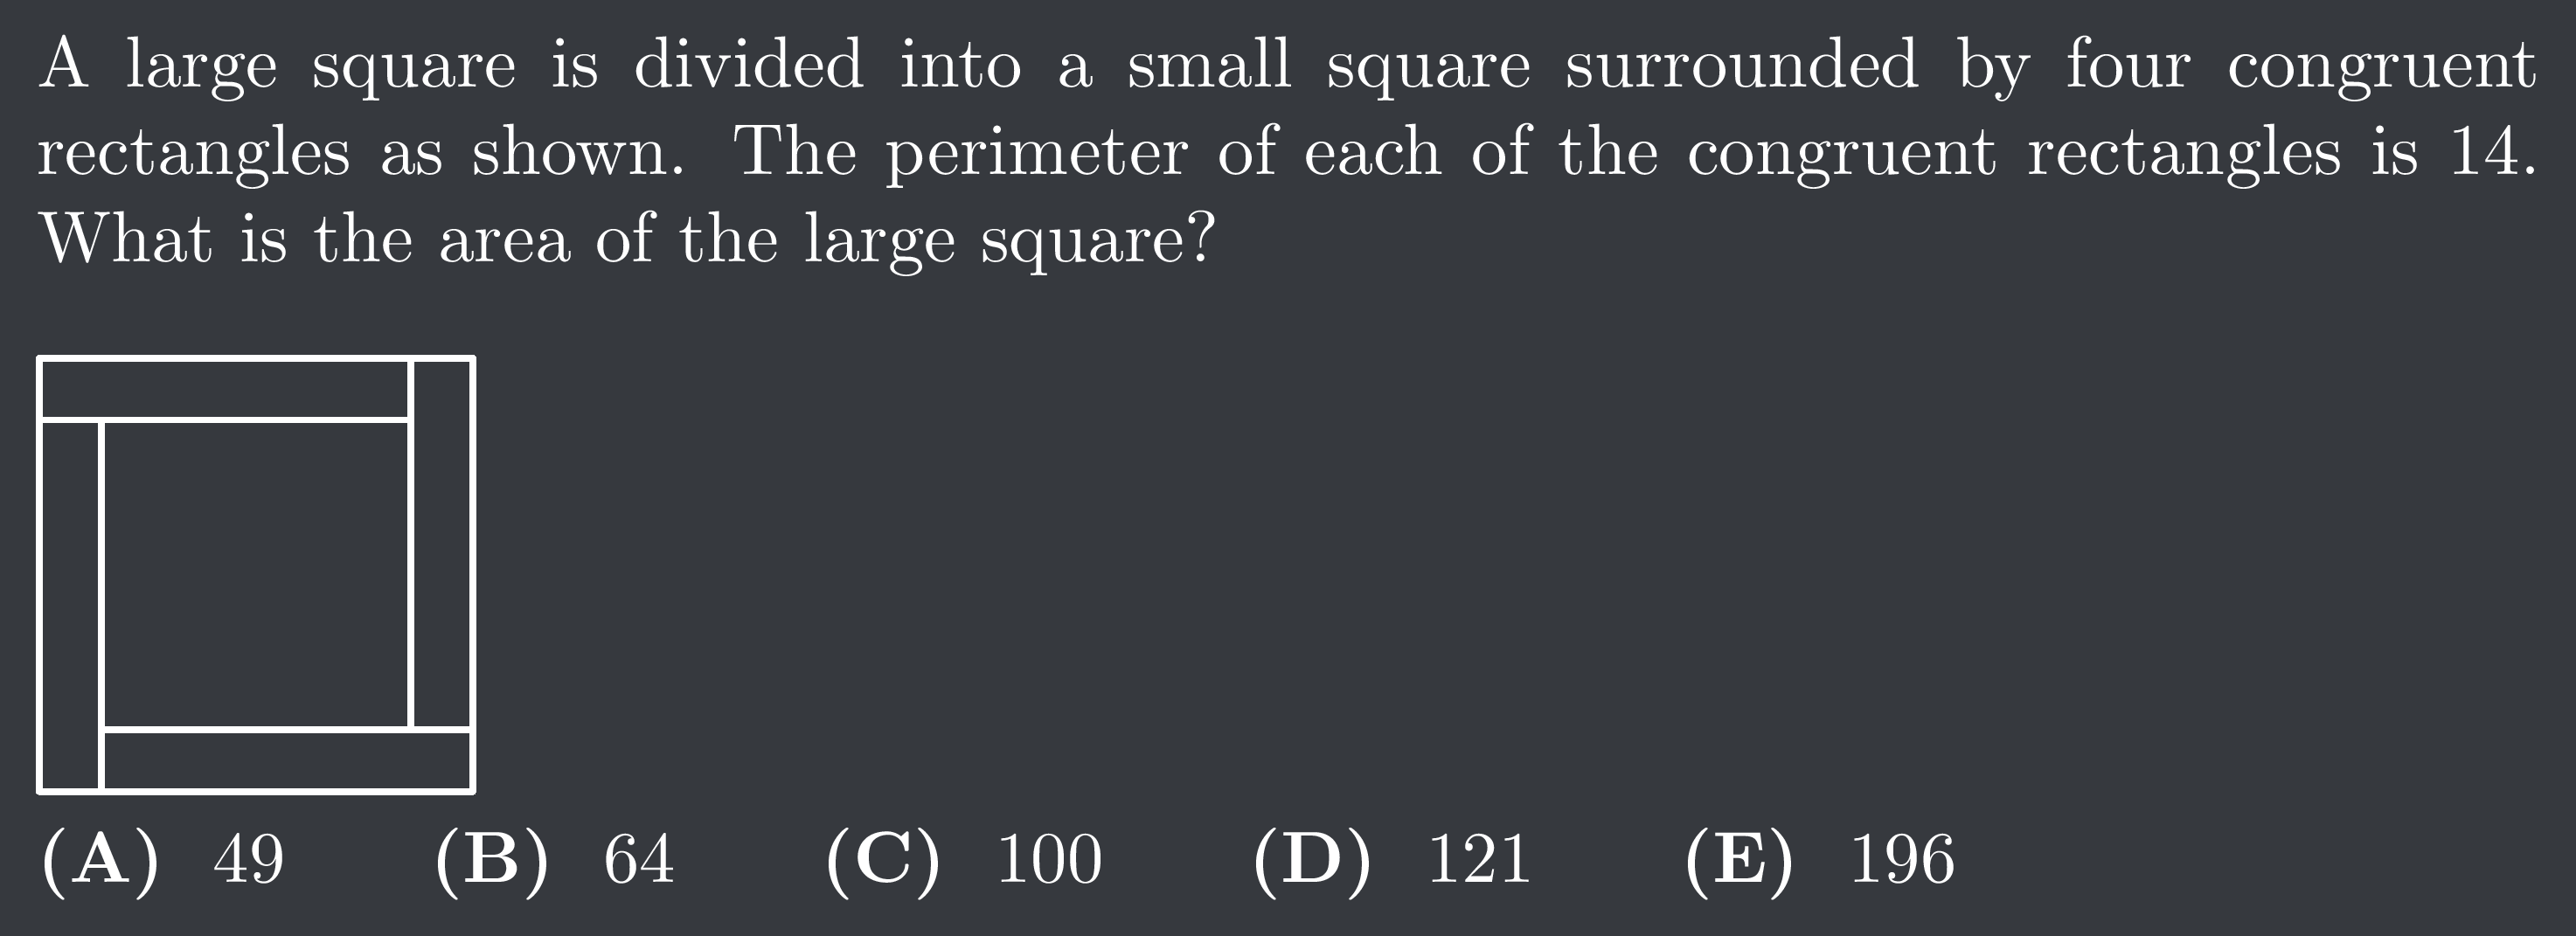 A large square is divided into a small square surrounded by four congruent
rectangles as shown. The perimeter of each of the congruent rectangles is 14.
What is the area of the large square?
(A) 49 (B) 64 (C) 100 (D) 121 (E) 196